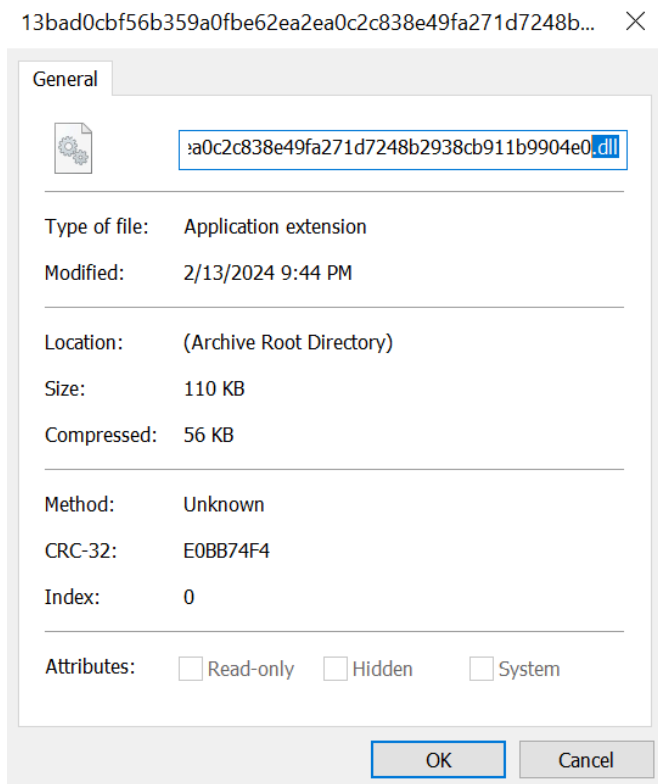 13bad0cbf56b359a0fbe62ea2ea0c2c838e49fa271d7248b...
General
ea0c2c838e49fa271d7248b2938cb911b9904e0.dll
Type of file: Application extension
Modified: 2/13/2024 9:44 PM
Location: (Archive Root Directory)
Size: 110 KB
Compressed: 56 KB
Method: Unknown
CRC-32: E0BB74F4
Index: 0
Attributes: Read-only Hidden System
OK Cancel